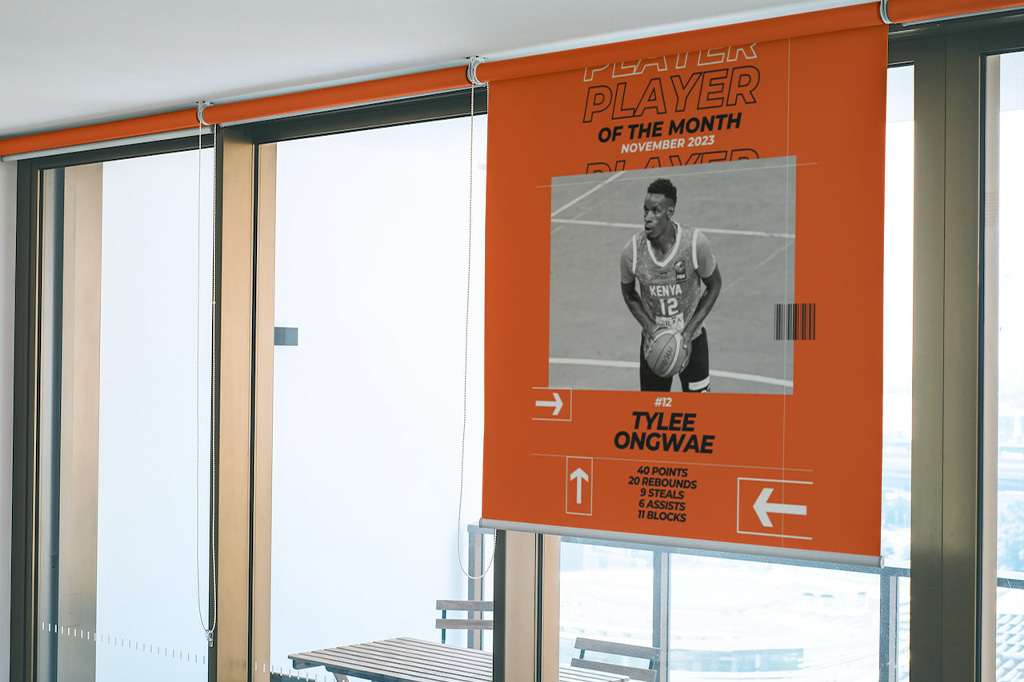 PLAYER
PLAYER
OF THE MONTH
NOVEMBER 2023
PLAYER
KENYA
12
#12
TYLEE
ONGWAE
40 POINTS
20 REBOUNDS
9 STEALS
6 ASSISTS
11 BLOCKS